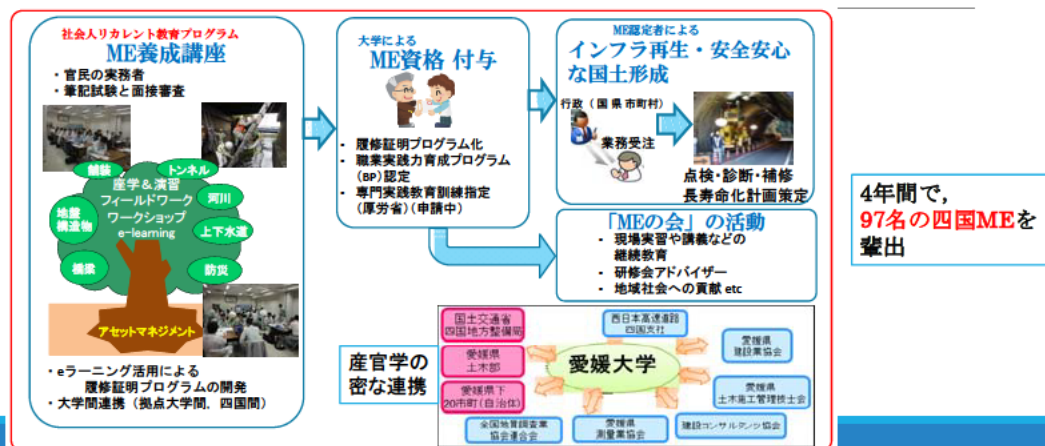 社会人リカレント教育プログラム
ME養成講座
・官民の実務者
・筆記試験と面接審査
舗装
トンネル
座学&演習
フィールドワーク
ワークショップ
e-learning
地盤
構造物
河川
上下水道
橋梁
防災
アセットマネジメント
・eラーニング活用による
履修証明プログラムの開発
・大学間連携(拠点大学間,四国間)
大学による
ME資格 付与
・ 履修証明プログラム化
・ 職業実践力育成プログラム
(BP)認定
・ 専門実践教育訓練指定
(厚労省)(申請中)
ME認定者による
インフラ再生・安全安心
な国土形成
行政(国 県 市町村)
業務受注
点検・診断・補修
長寿命化計画策定
「MEの会」の活動
- 現場実習や講義などの
継続教育
- 研修会アドバイザー
- 地域社会への貢献 etc
産官学の
密な連携
国土交通省
四国地方整備局
愛媛県
土木部
愛媛県下
20市町(自治体)
西日本高速道路
四国支社
愛媛大学
愛媛県
建設業協会
愛媛県
土木施工管理技士会
全国地質調査業
協会連合会
愛媛県
測量業協会
建設コンサルタンツ協会
4年間で,
97名の四国MEを
輩出